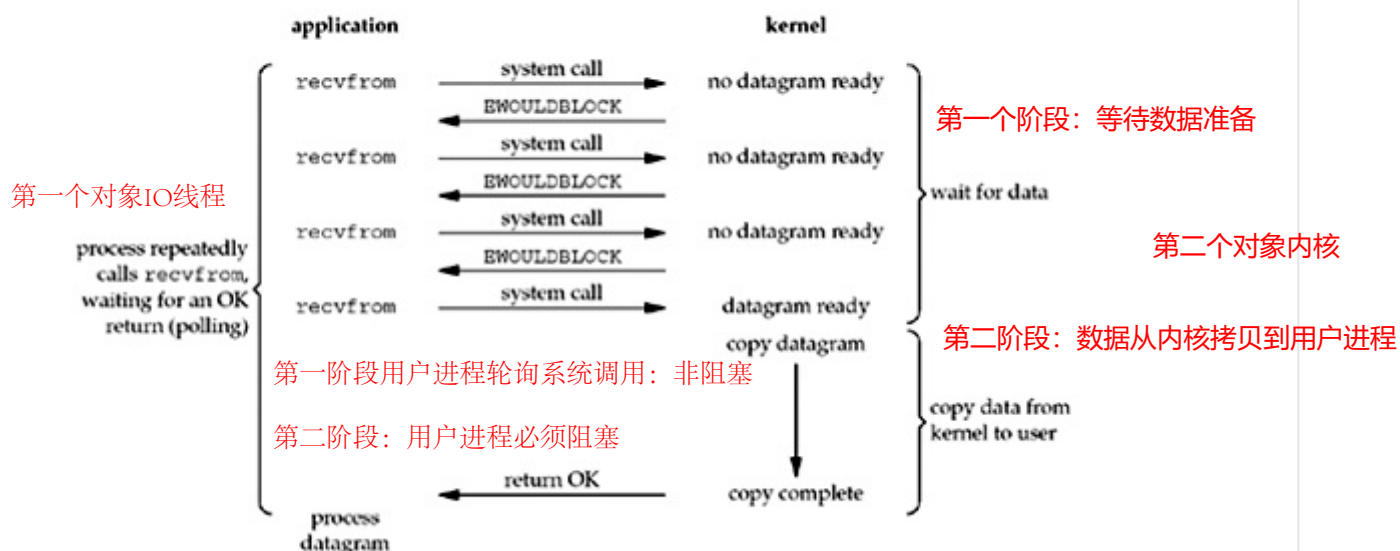 application
kernel
recvfrom
system call
no datagram ready
EWOULDBLOCK
第一个阶段：等待数据准备
recvfrom
system call
no datagram ready
EWOULDBLOCK
wait for data
第一个对象IO线程
recvfrom
system call
no datagram ready
EWOULDBLOCK
第二个对象内核
process repeatedly
calls recvfrom,
waiting for an OK
return (polling)
recvfrom
system call
datagram ready
copy datagram
第二阶段：数据从内核拷贝到用户进程
第一阶段用户进程轮询系统调用：非阻塞
第二阶段：用户进程必须阻塞
copy data from
kernel to user
return OK
copy complete
process
datagram